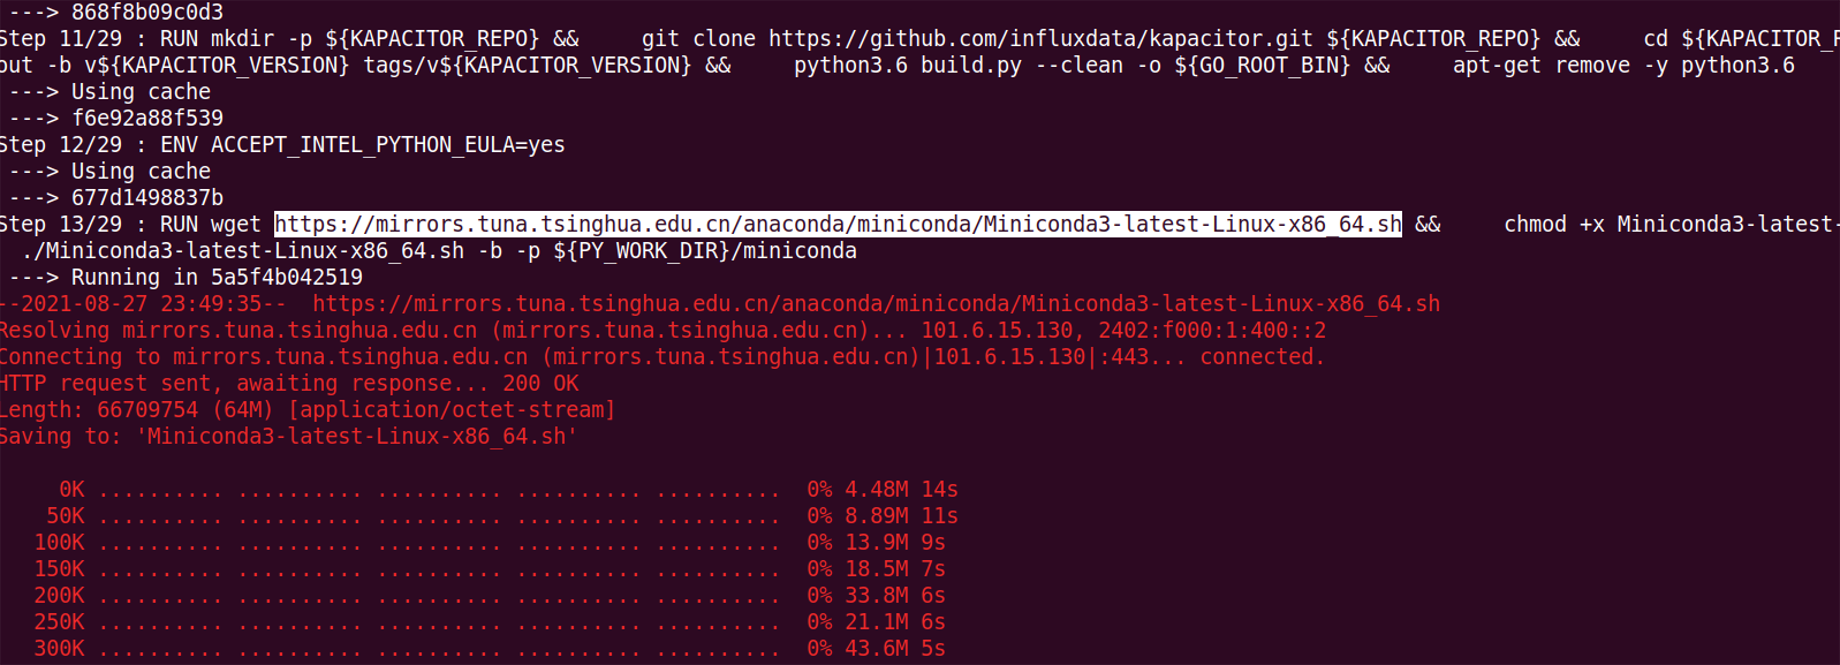 ---> 868f8b09c0d3
Step 11/29 : RUN mkdir -p ${KAPACITOR_REPO} &&     git clone https://github.com/influxdata/kapacitor.git ${KAPACITOR_REPO} &&     cd ${KAPACITOR_R
out -b v${KAPACITOR_VERSION} tags/v${KAPACITOR_VERSION} &&     python3.6 build.py --clean -o ${GO_ROOT_BIN} &&     apt-get remove -y python3.6
---> Using cache
---> f6e92a88f539
Step 12/29 : ENV ACCEPT_INTEL_PYTHON_EULA=yes
---> Using cache
---> 677d1498837b
Step 13/29 : RUN wget https://mirrors.tuna.tsinghua.edu.cn/anaconda/miniconda/Miniconda3-latest-Linux-x86_64.sh &&     chmod +x Miniconda3-latest-
./Miniconda3-latest-Linux-x86_64.sh -b -p ${PY_WORK_DIR}/miniconda
---> Running in 5a5f4b042519
--2021-08-27 23:49:35--  https://mirrors.tuna.tsinghua.edu.cn/anaconda/miniconda/Miniconda3-latest-Linux-x86_64.sh
Resolving mirrors.tuna.tsinghua.edu.cn (mirrors.tuna.tsinghua.edu.cn)... 101.6.15.130, 2402:f000:1:400::2
Connecting to mirrors.tuna.tsinghua.edu.cn (mirrors.tuna.tsinghua.edu.cn)|101.6.15.130|:443... connected.
HTTP request sent, awaiting response... 200 OK
Length: 66709754 (64M) [application/octet-stream]
Saving to: 'Miniconda3-latest-Linux-x86_64.sh'
0K .......... .......... .......... .......... ..........  0% 4.48M 14s
50K .......... .......... .......... .......... ..........  0% 8.89M 11s
100K .......... .......... .......... .......... ..........  0% 13.9M 9s
150K .......... .......... .......... .......... ..........  0% 18.5M 7s
200K .......... .......... .......... .......... ..........  0% 33.8M 6s
250K .......... .......... .......... .......... ..........  0% 21.1M 6s
300K .......... .......... .......... .......... ..........  0% 43.6M 5s